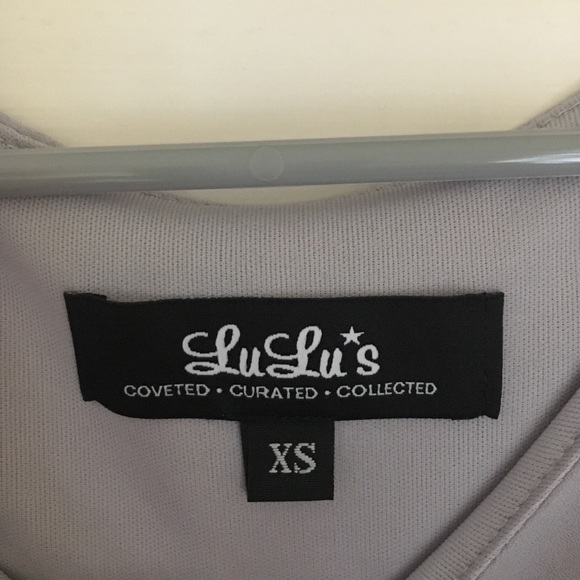 LuLu★s
COVETED • CURATED • COLLECTED
XS